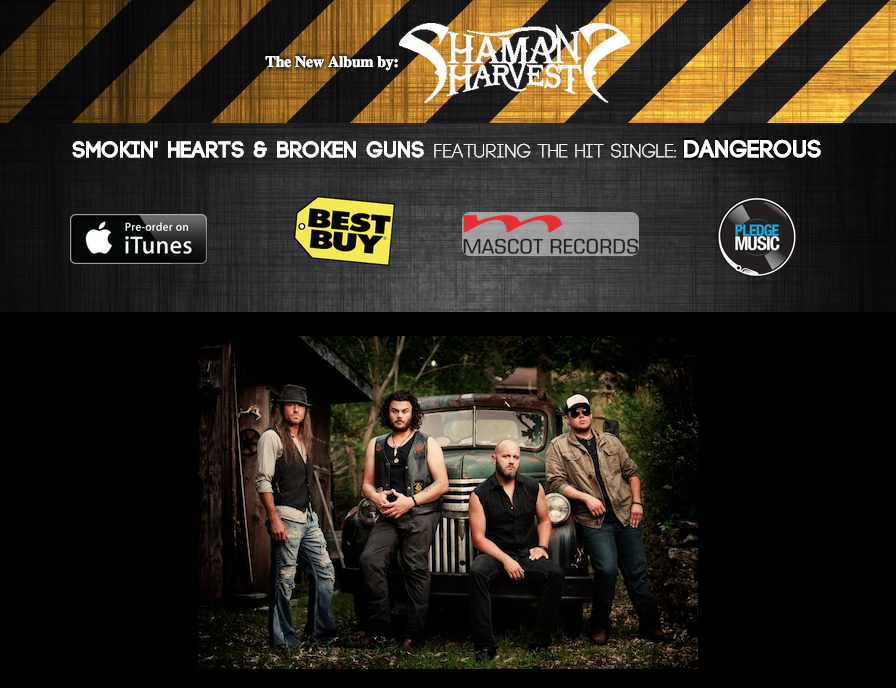 The New Album by:
SHAMAN'S
HARVEST
SMOKIN' HEARTS & BROKEN GUNS FEATURING THE HIT SINGLE: DANGEROUS
Pre-order on
iTunes
BEST
BUY
MASCOT RECORDS
PLEDGE
MUSIC